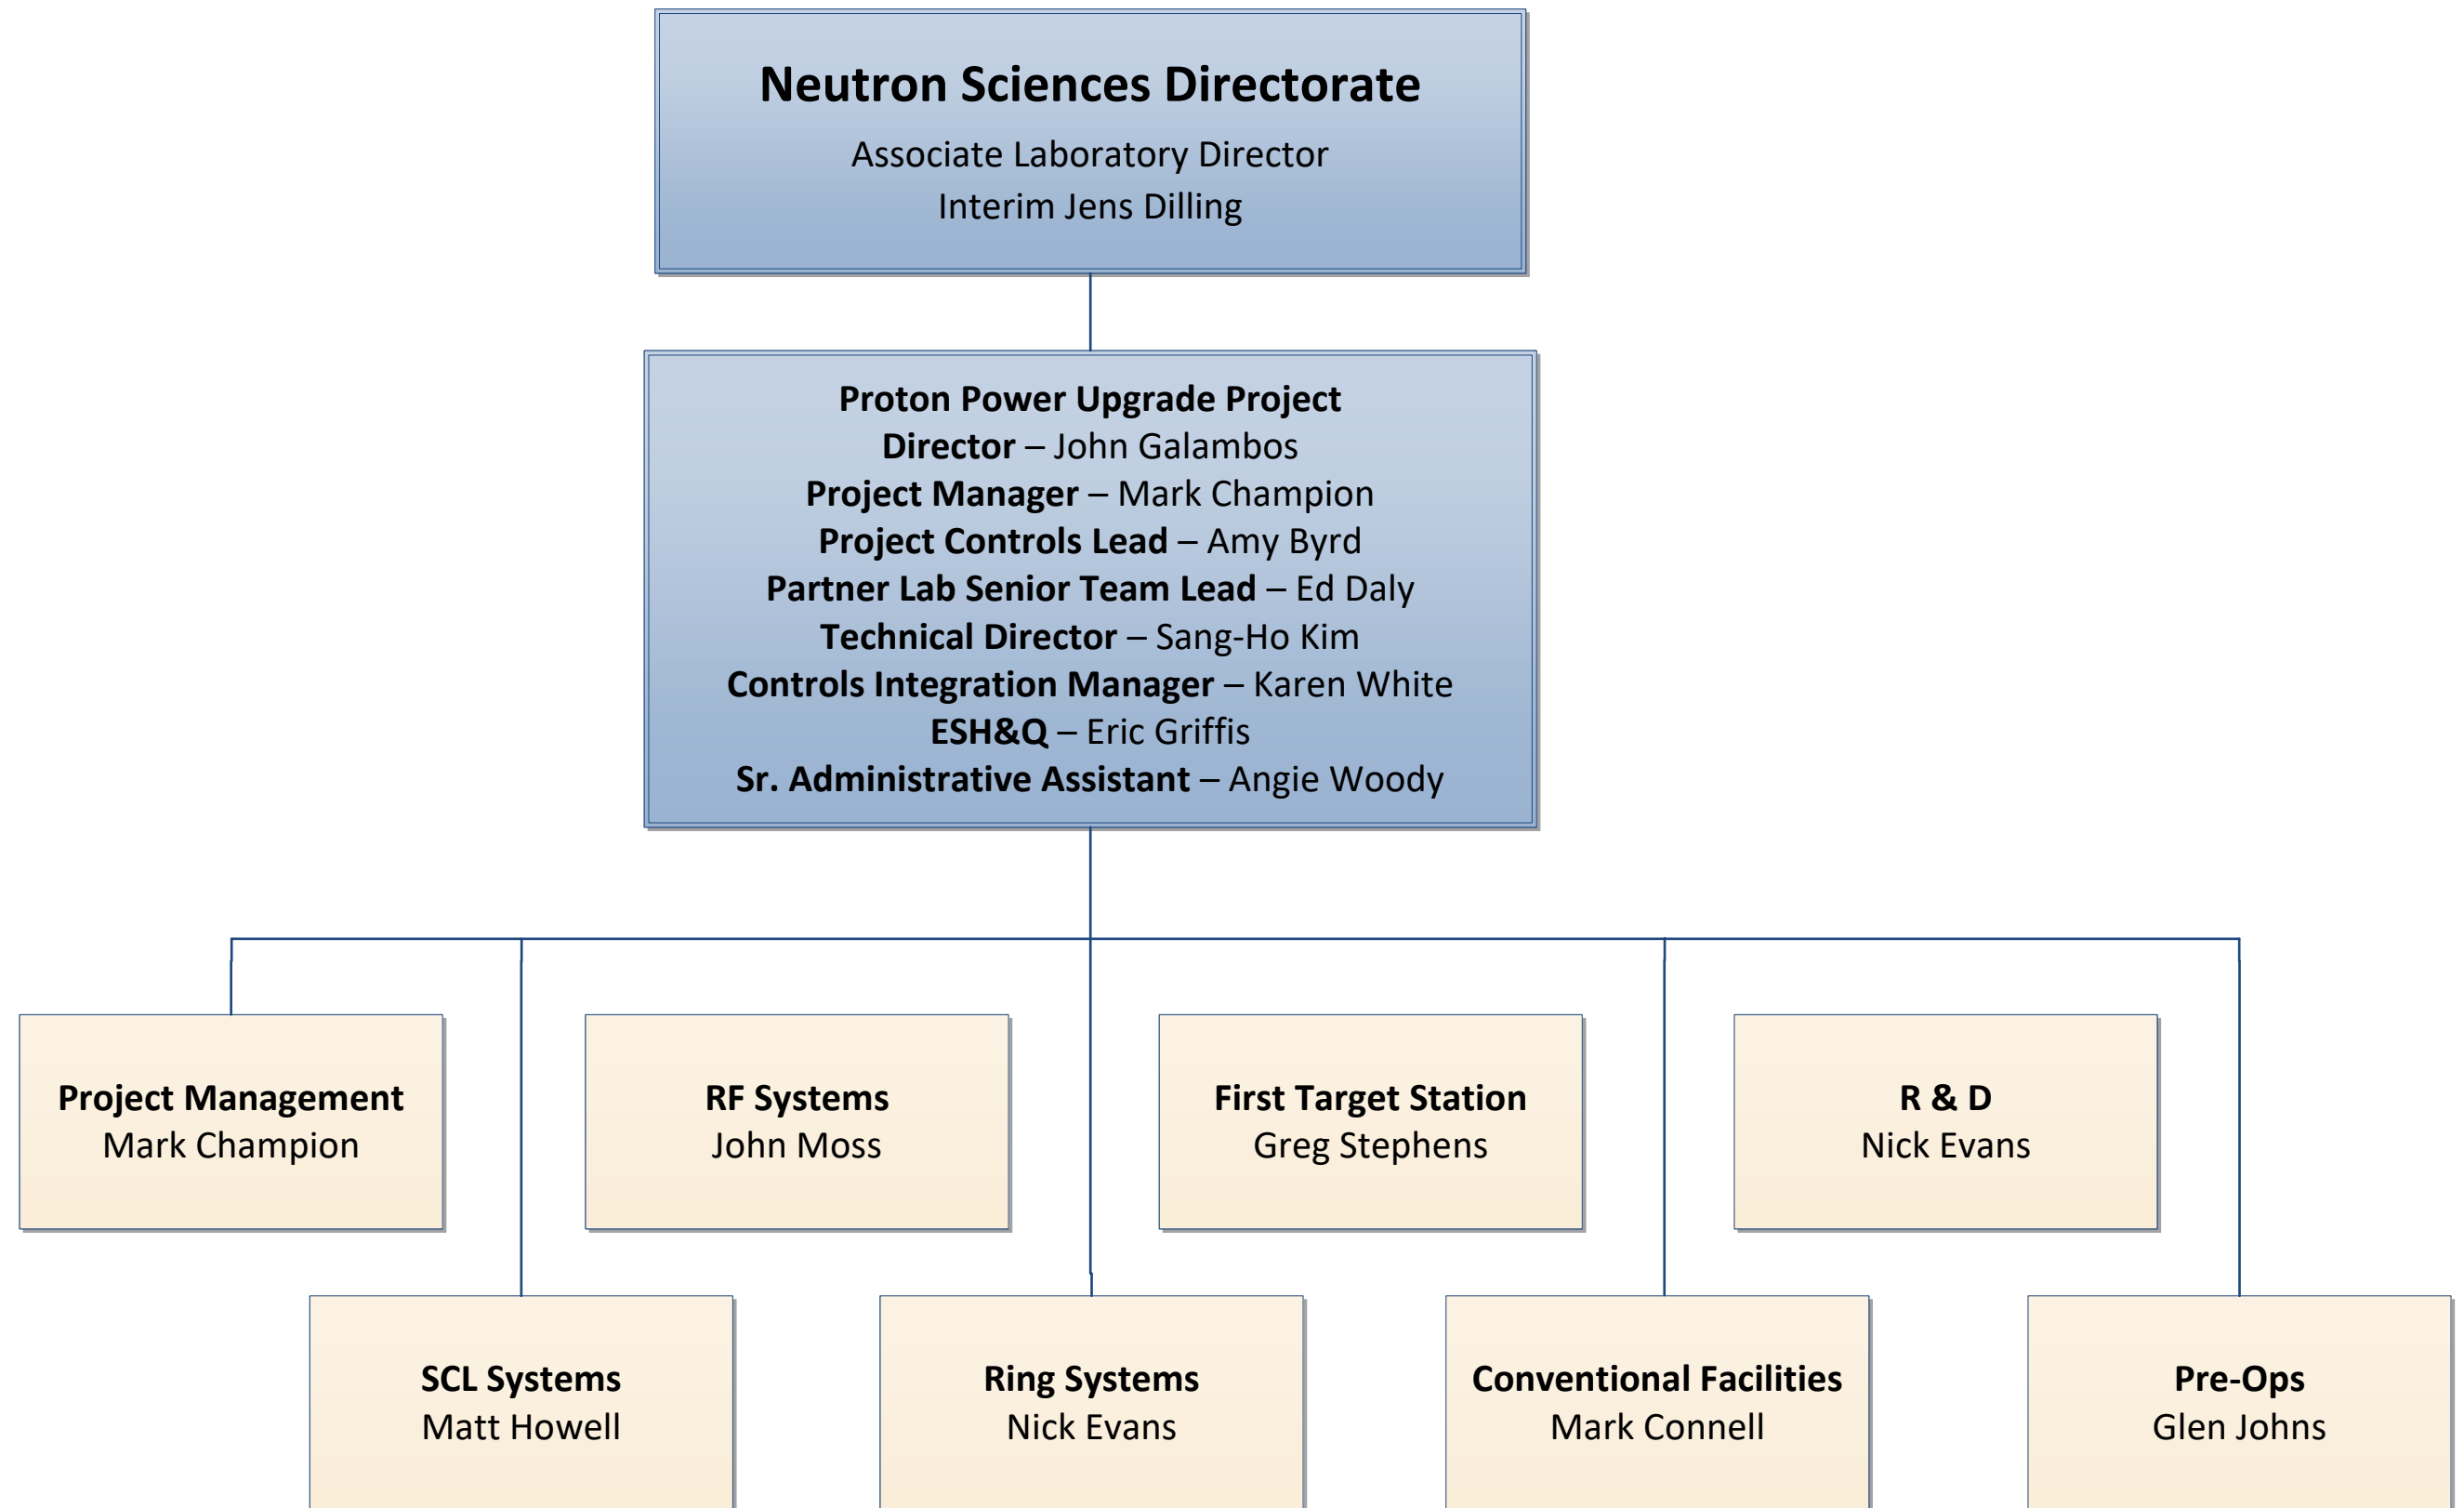 Neutron Sciences Directorate
Associate Laboratory Director
Interim Jens Dilling
Proton Power Upgrade Project
Director – John Galambos
Project Manager – Mark Champion
Project Controls Lead – Amy Byrd
Partner Lab Senior Team Lead – Ed Daly
Technical Director – Sang-Ho Kim
Controls Integration Manager – Karen White
ESH&Q – Eric Griffis
Sr. Administrative Assistant – Angie Woody
Project Management
Mark Champion
RF Systems
John Moss
First Target Station
Greg Stephens
R & D
Nick Evans
SCL Systems
Matt Howell
Ring Systems
Nick Evans
Conventional Facilities
Mark Connell
Pre-Ops
Glen Johns